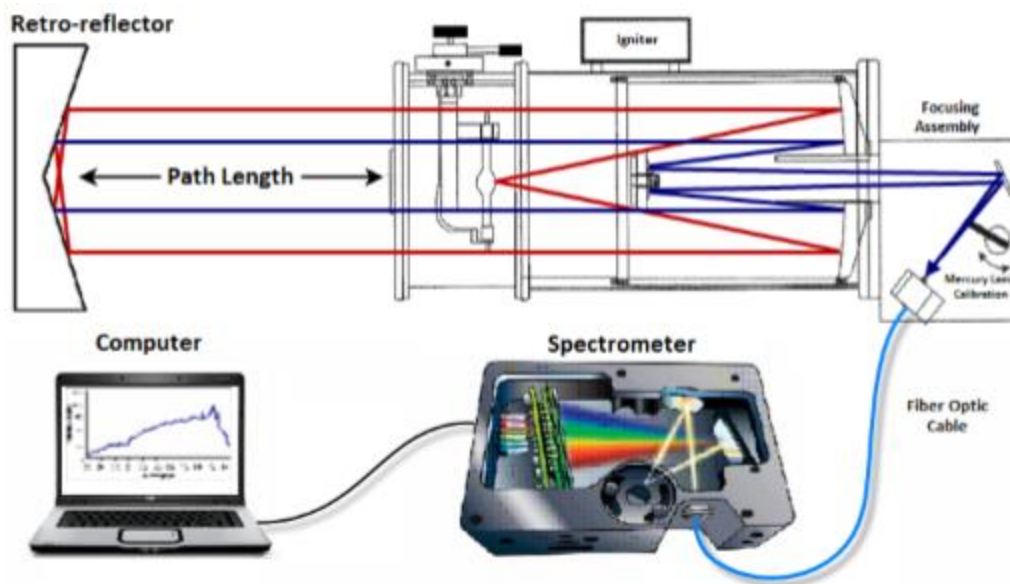 Retro-reflector
Igniter
Focusing
Assembly
Path Length
Mercury Lamp
Calibration
Computer
Spectrometer
Fiber Optic
Cable